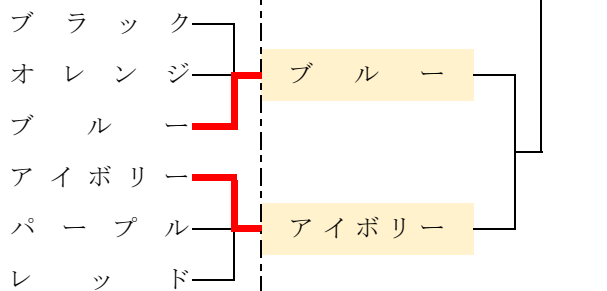 ブラック
オレンジ
ブルー
アイボリー
パープル
レッド
ブルー
アイボリー